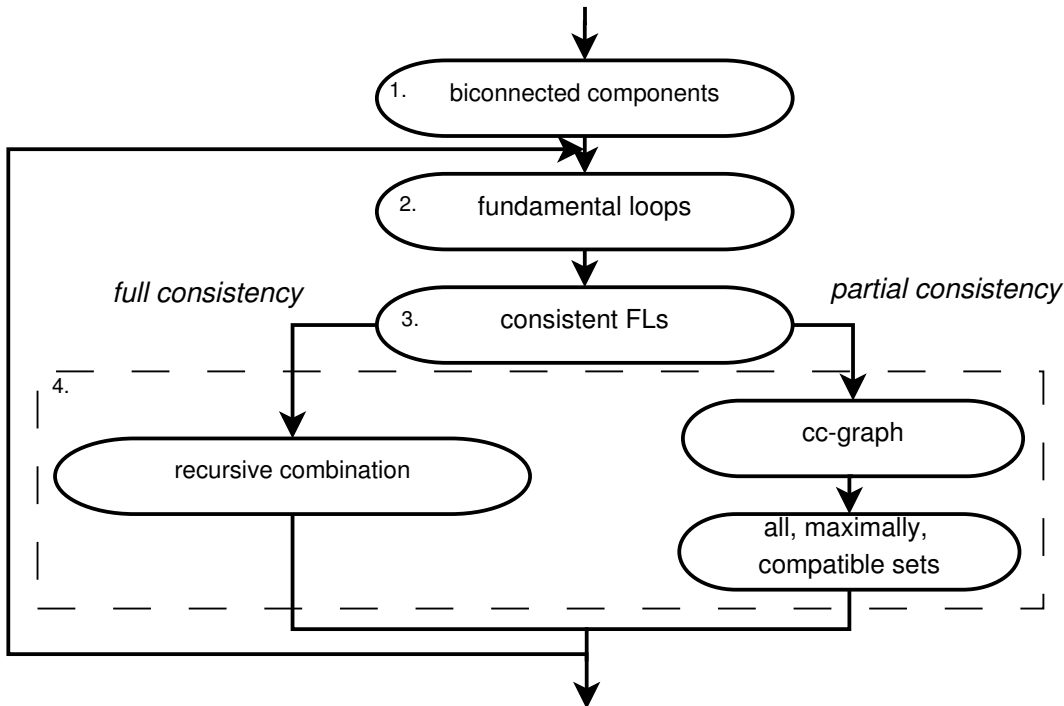 1. biconnected components
2. fundamental loops
full consistency
partial consistency
3. consistent FLs
4.
cc-graph
recursive combination
all, maximally,
compatible sets